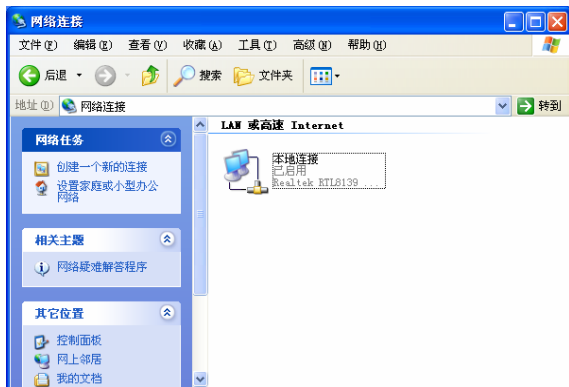 网络连接
文件(F) 编辑(E) 查看(V) 收藏(A) 工具(T) 高级(N) 帮助(H)
后退 搜索 文件夹
地址(D) 网络连接 转到
LAN 或高速 Internet
网络任务
创建一个新的连接
设置家庭或小型办公
网络
本地连接
已启用
Realtek RTL8139 ...
相关主题
网络疑难解答程序
其它位置
控制面板
网上邻居
我的文档